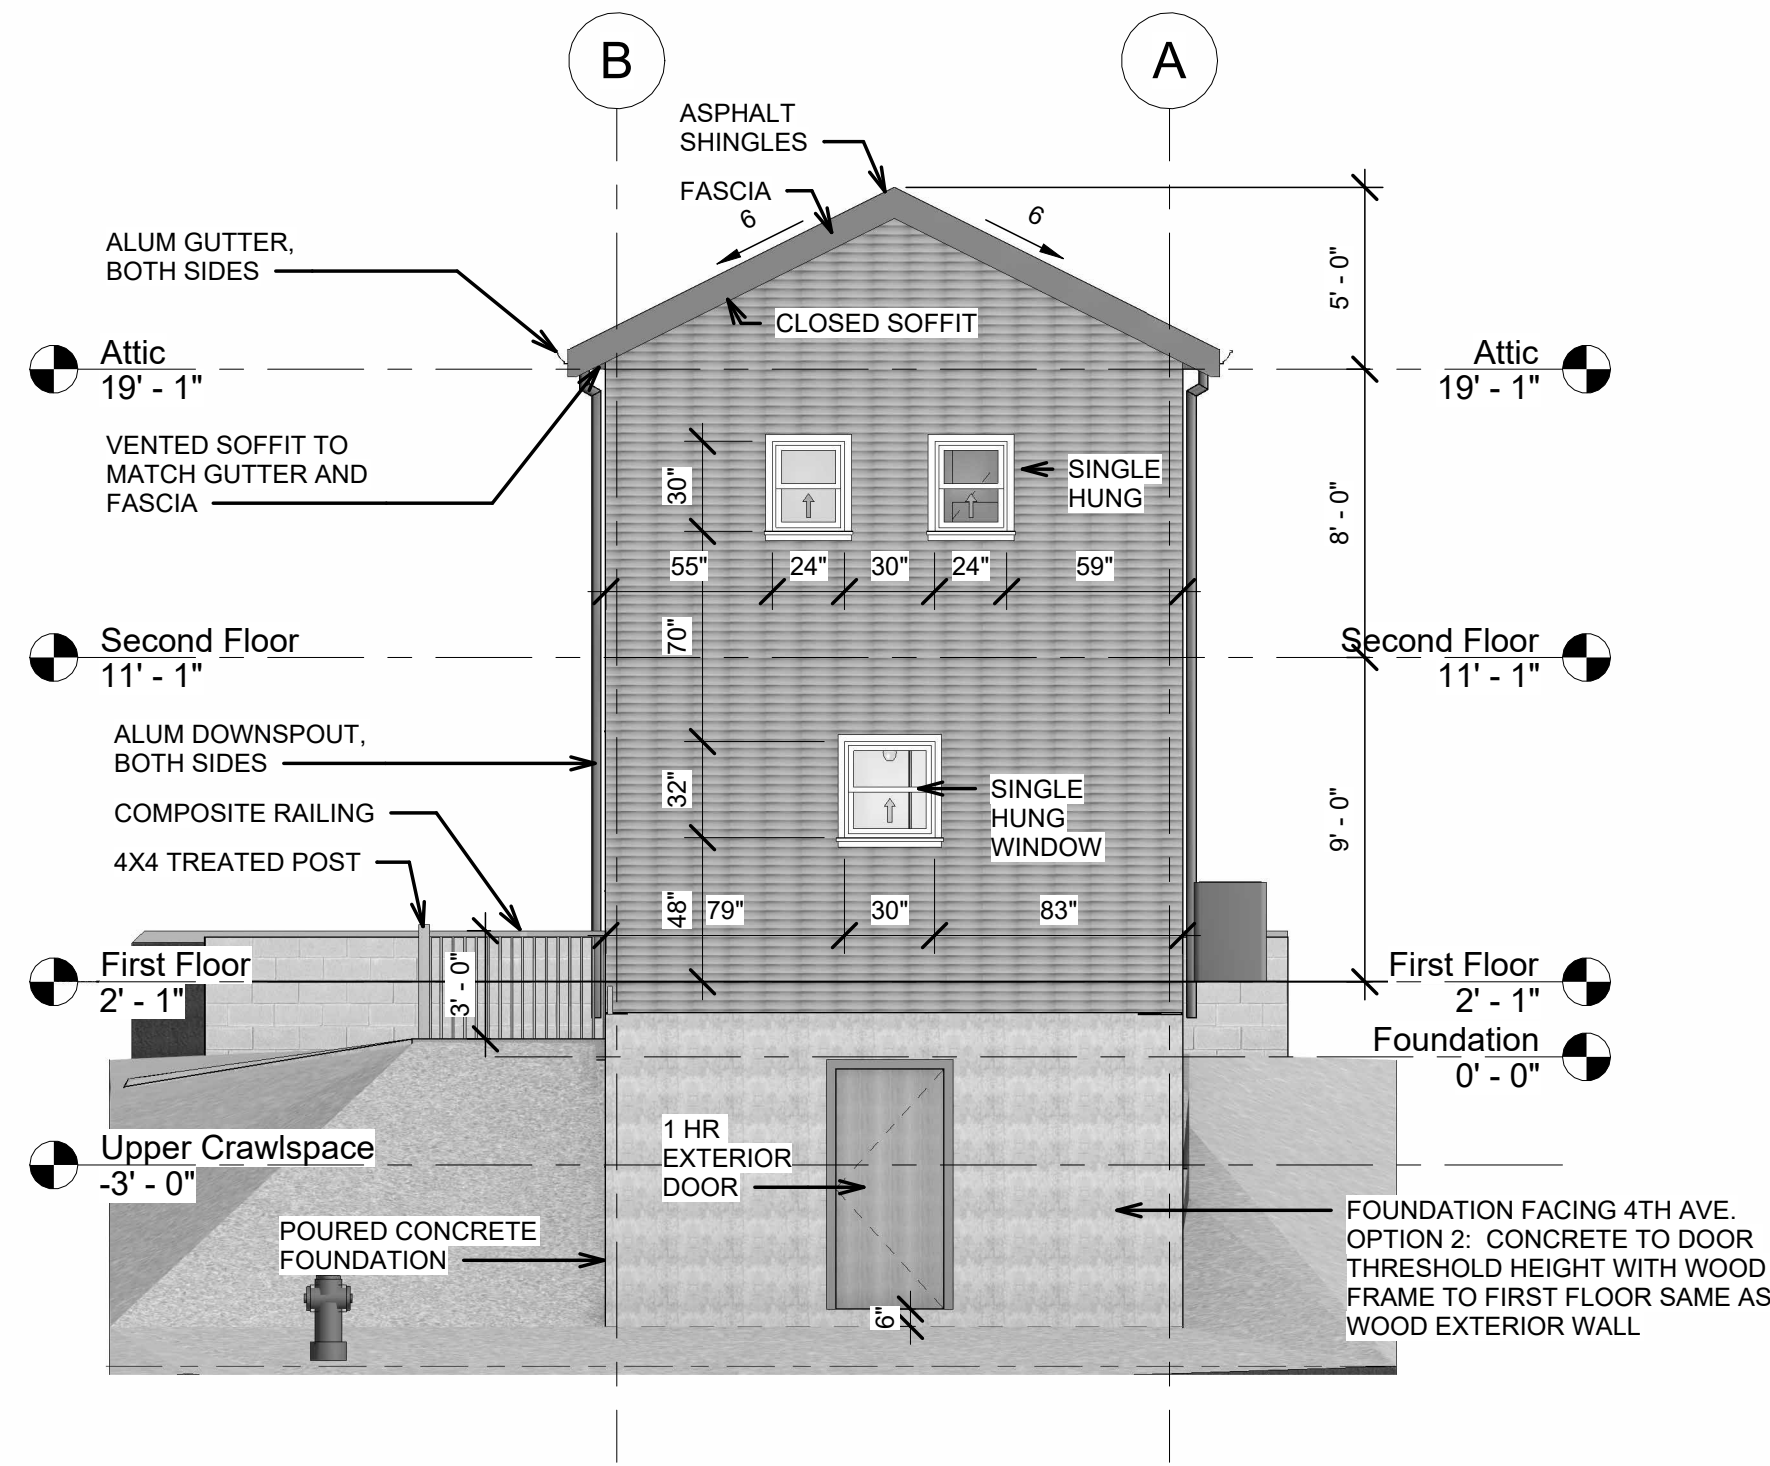 B
A
ASPHALT
SHINGLES
FASCIA
6
6
ALUM GUTTER,
BOTH SIDES
5' - 0"
CLOSED SOFFIT
Attic
19' - 1"
Attic
19' - 1"
VENTED SOFFIT TO
MATCH GUTTER AND
FASCIA
30"
SINGLE
HUNG
8' - 0"
55"
24"
30"
24"
59"
70"
Second Floor
11' - 1"
Second Floor
11' - 1"
ALUM DOWNSPOUT,
BOTH SIDES
32"
SINGLE
HUNG
WINDOW
9' - 0"
COMPOSITE RAILING
4X4 TREATED POST
48"
79"
30"
83"
First Floor
2' - 1"
3' - 0"
First Floor
2' - 1"
Foundation
0' - 0"
1 HR
EXTERIOR
DOOR
Upper Crawlspace
-3' - 0"
POURED CONCRETE
FOUNDATION
6"
FOUNDATION FACING 4TH AVE.
OPTION 2: CONCRETE TO DOOR
THRESHOLD HEIGHT WITH WOOD
FRAME TO FIRST FLOOR SAME AS
WOOD EXTERIOR WALL